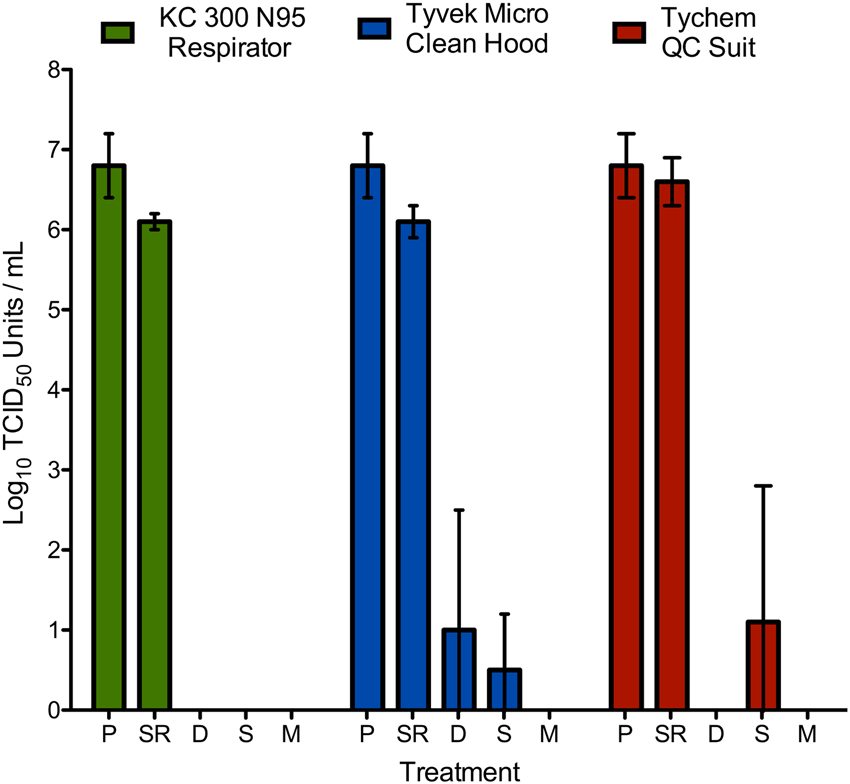 KC 300 N95
Respirator
Tyvek Micro
Clean Hood
Tychem
QC Suit
Log10 TCID50 Units / mL
8
7
6
5
4
3
2
1
0
P SR D S M P SR D S M P SR D S M
Treatment